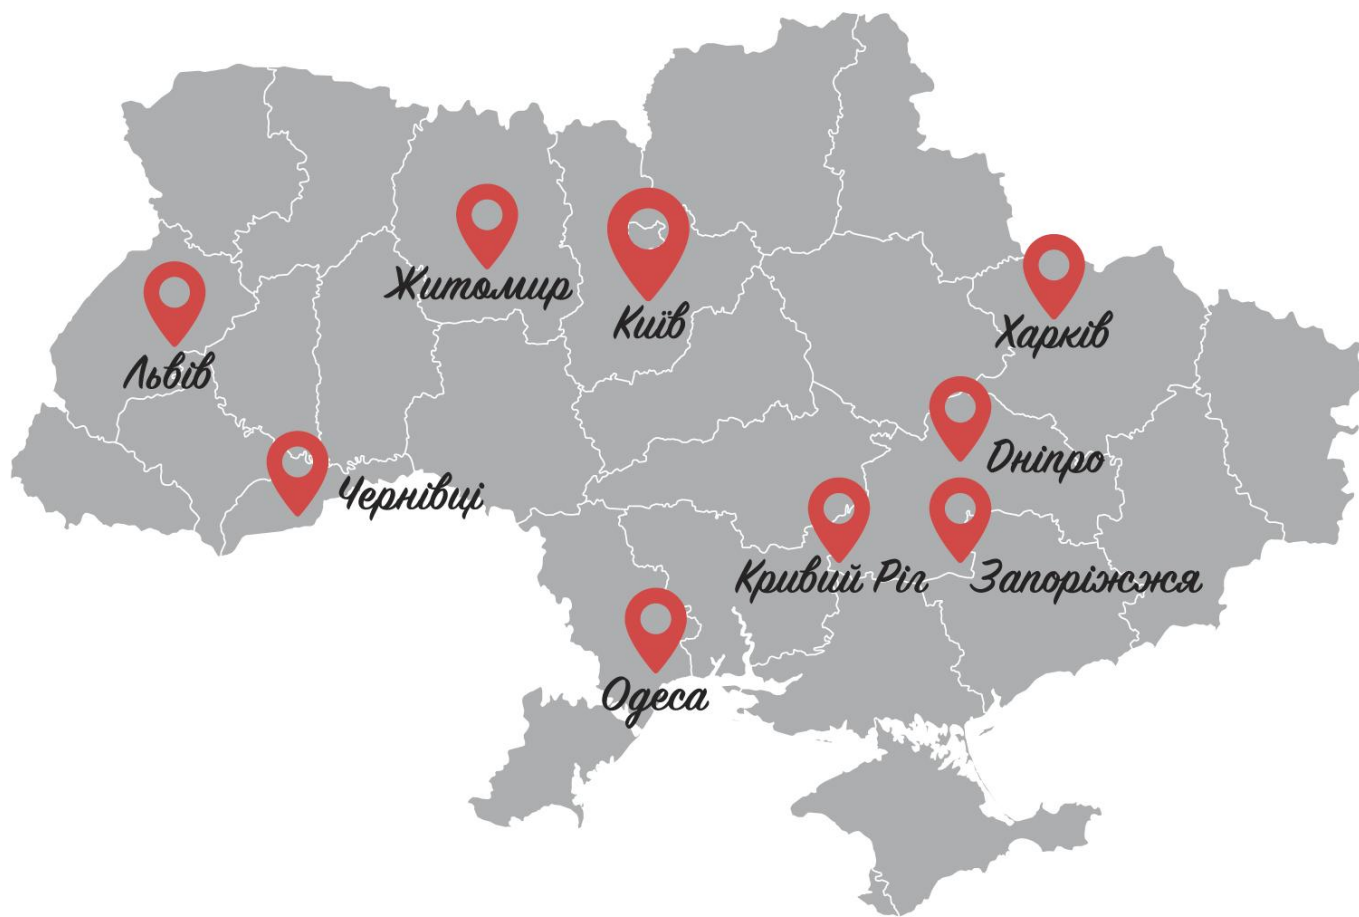 Житомир
Київ
Харків
Львів
Дніпро
Чернівці
Кривий Ріг
Запоріжжя
Одеса